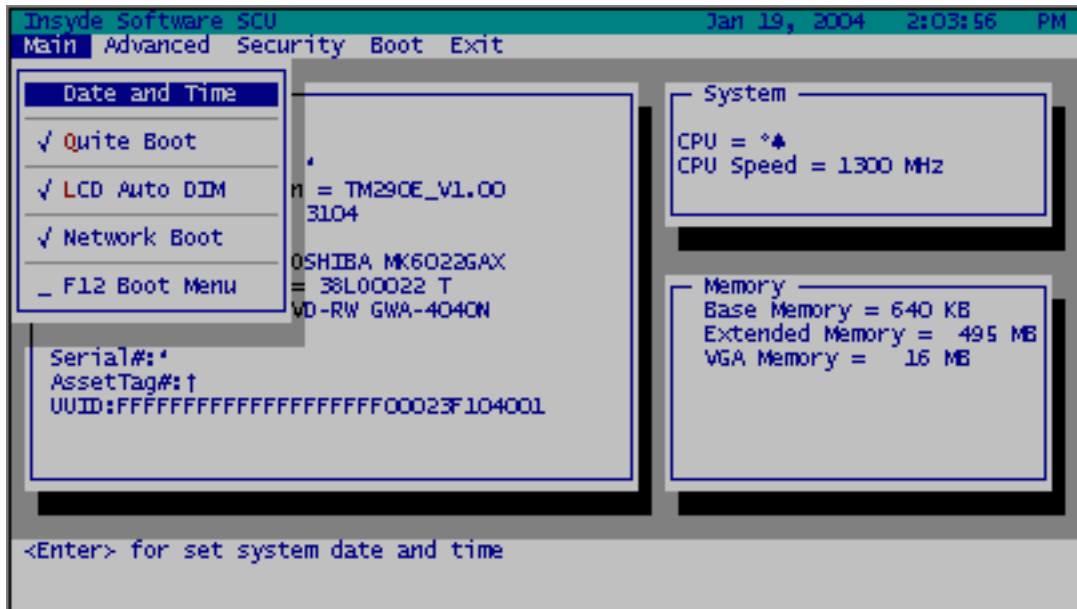 Insyde Software SCU Jan 19, 2004 2:03:56 PM
Main Advanced Security Boot Exit
Date and Time
√ Quite Boot
√ LCD Auto DIM
√ Network Boot
_ F12 Boot Menu
n = TM290E_V1.00
3104
OSHIBA MK6022GAX
= 38L00022 T
VD-RW GWA-4040N
Serial#:
AssetTag#:↑
UUID:FFFFFFFFFFFFFFFFFFFF00023F104001
System
CPU = °♣
CPU Speed = 1300 MHz
Memory
Base Memory = 640 KB
Extended Memory = 495 MB
VGA Memory = 16 MB
<Enter> for set system date and time